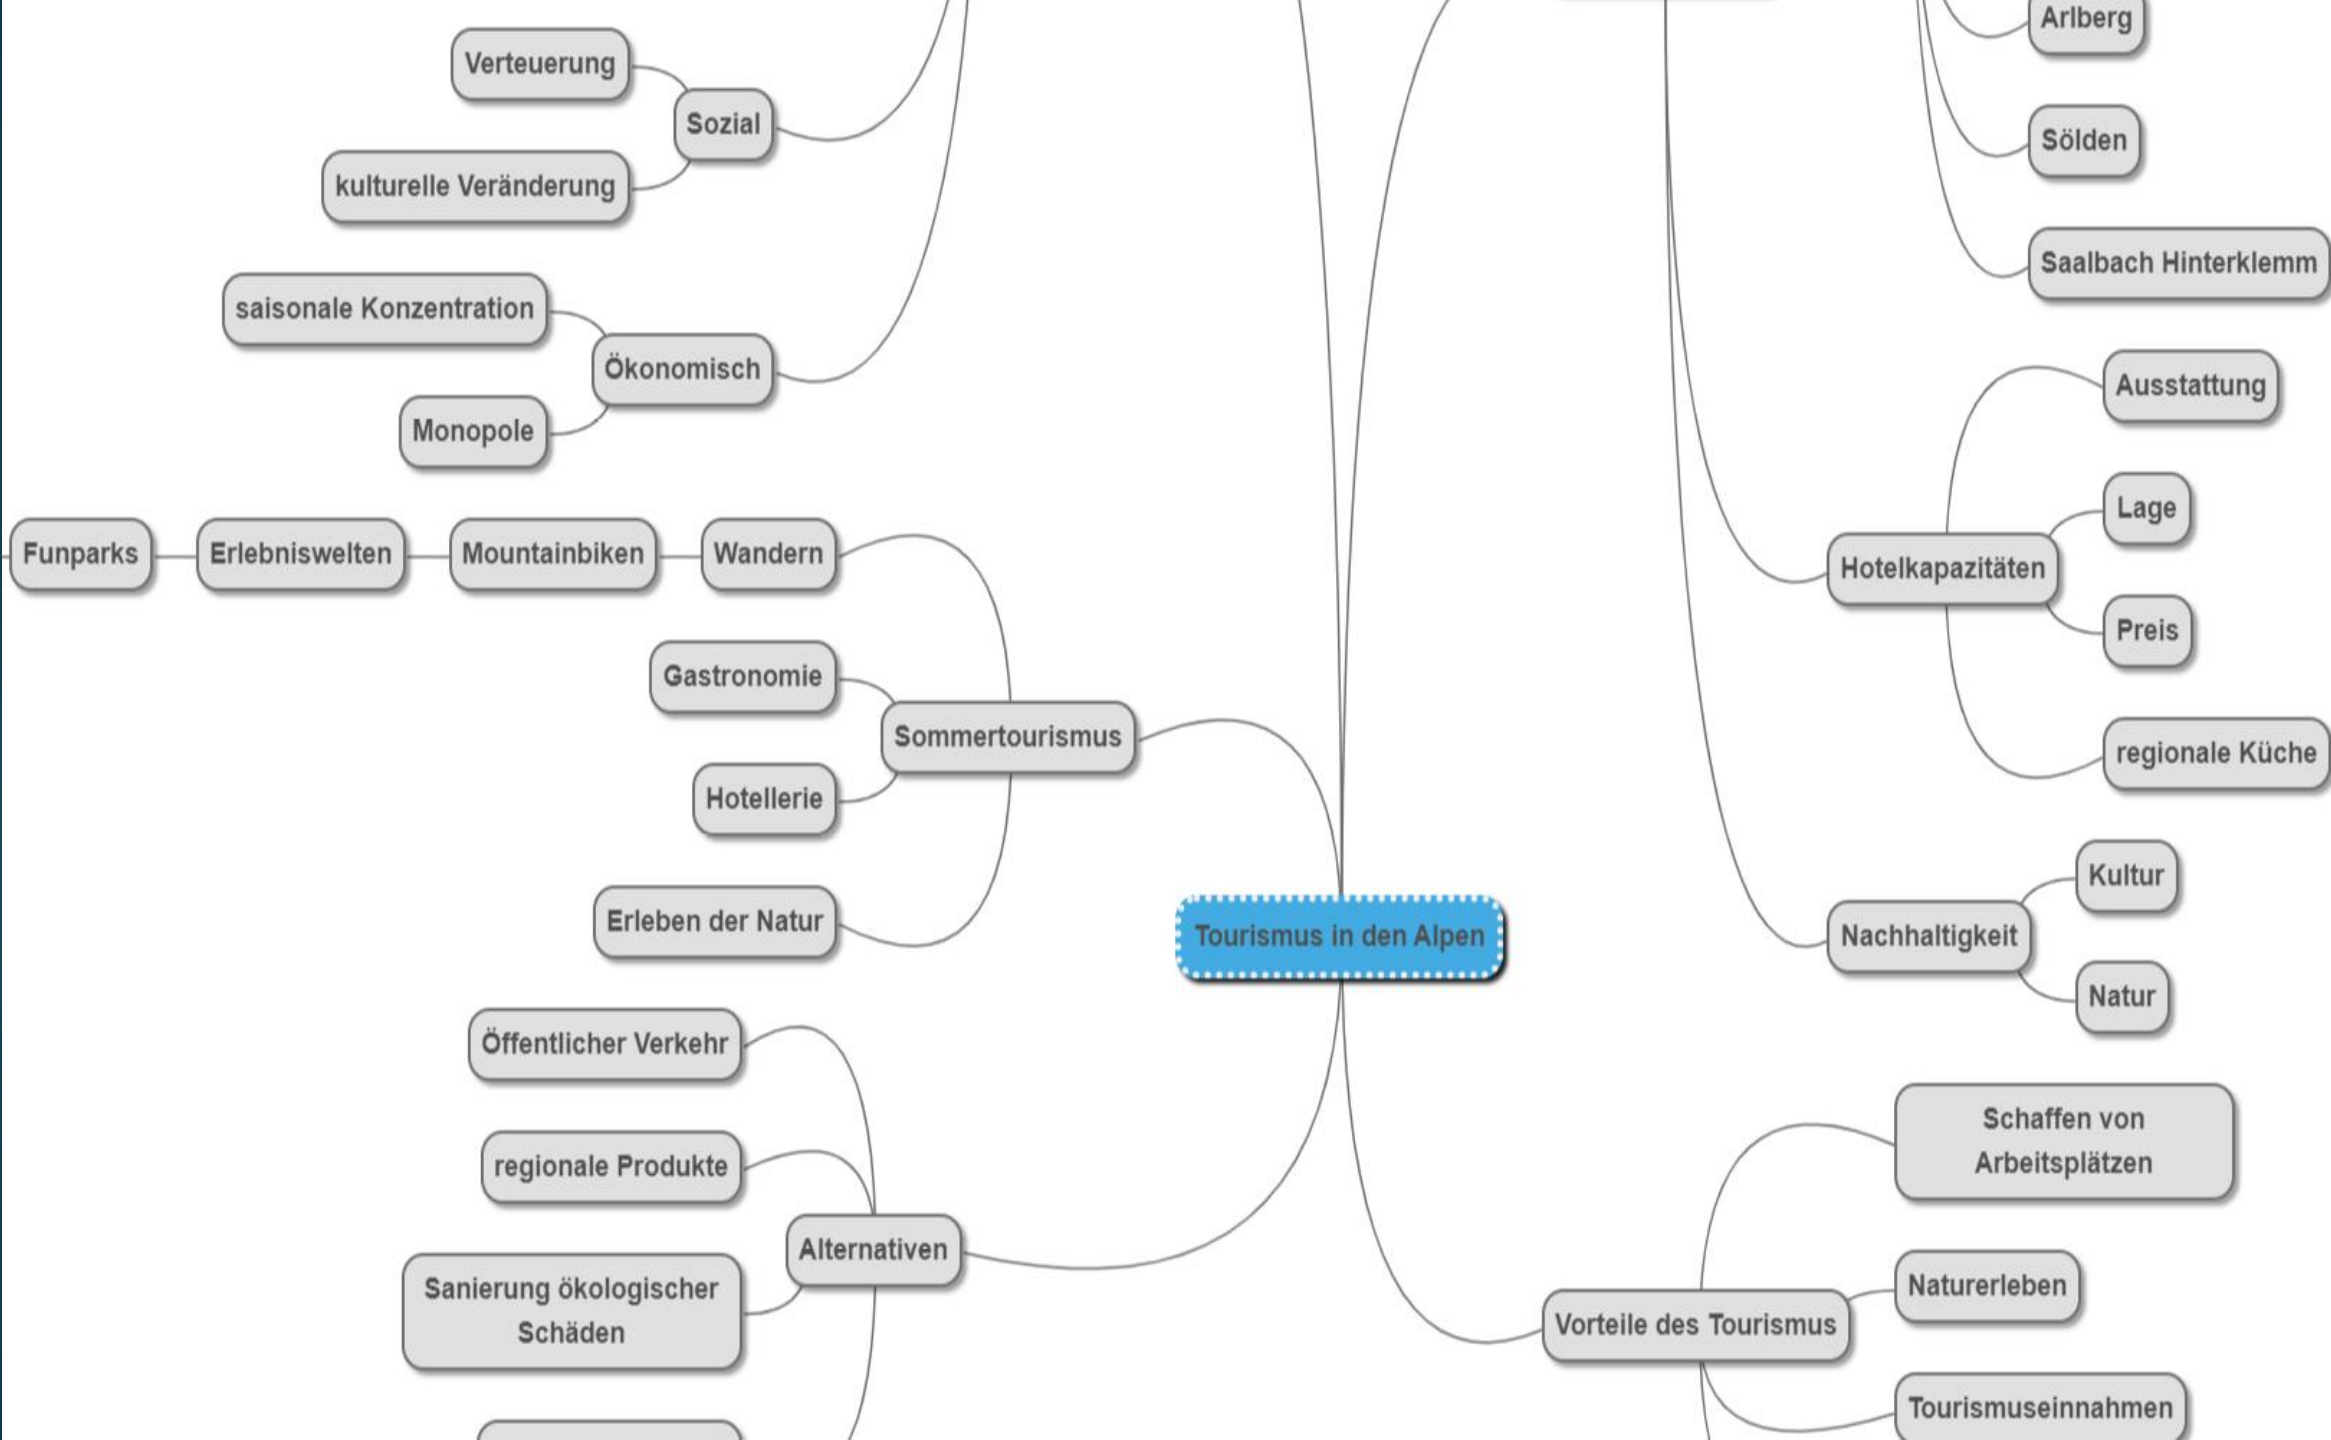 Verteuerung
Sozial
kulturelle Veränderung
saisonale Konzentration
Ökonomisch
Monopole
Funparks
Erlebniswelten
Mountainbiken
Wandern
Gastronomie
Sommertourismus
Hotellerie
Erleben der Natur
Tourismus in den Alpen
Öffentlicher Verkehr
regionale Produkte
Alternativen
Sanierung ökologischer
Schäden
Arlberg
Sölden
Saalbach Hinterklemm
Ausstattung
Lage
Hotelkapazitäten
Preis
regionale Küche
Kultur
Nachhaltigkeit
Natur
Schaffen von
Arbeitsplätzen
Naturerleben
Vorteile des Tourismus
Tourismuseinnahmen